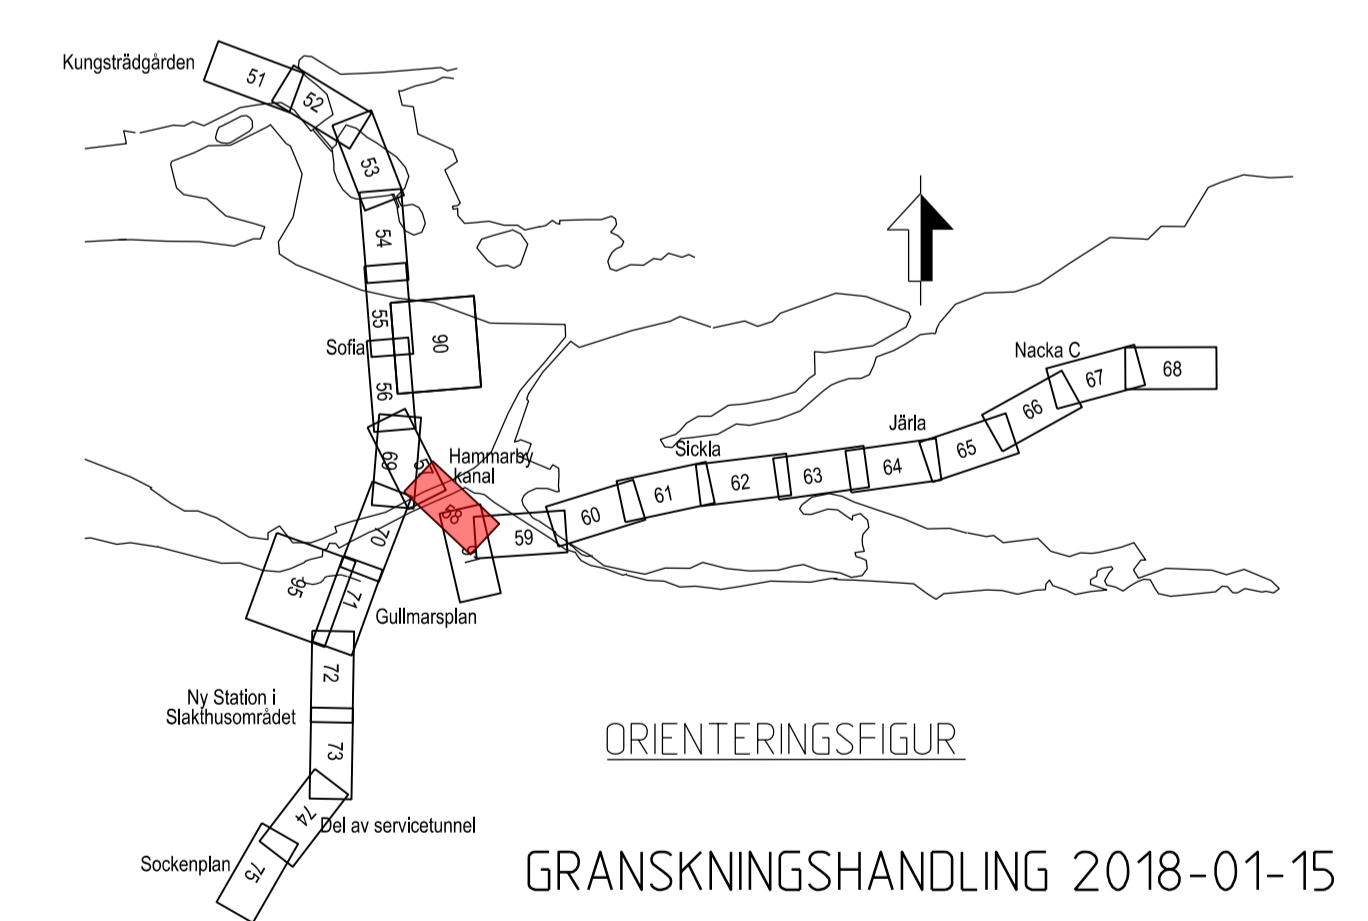 Kungsträdgården
51
52
53
54
55
Sofia
90
56
69
Hammarby
kanal
58
59
60
61
Sickla
62
63
64
Järla
65
66
Nacka C
67
68
70
95
71
Gullmarsplan
72
Ny Station i
Slakthusområdet
73
74
Del av servicetunnel
Sockenplan
75
ORIENTERINGSFIGUR
GRANSKNINGSHANDLING 2018-01-15